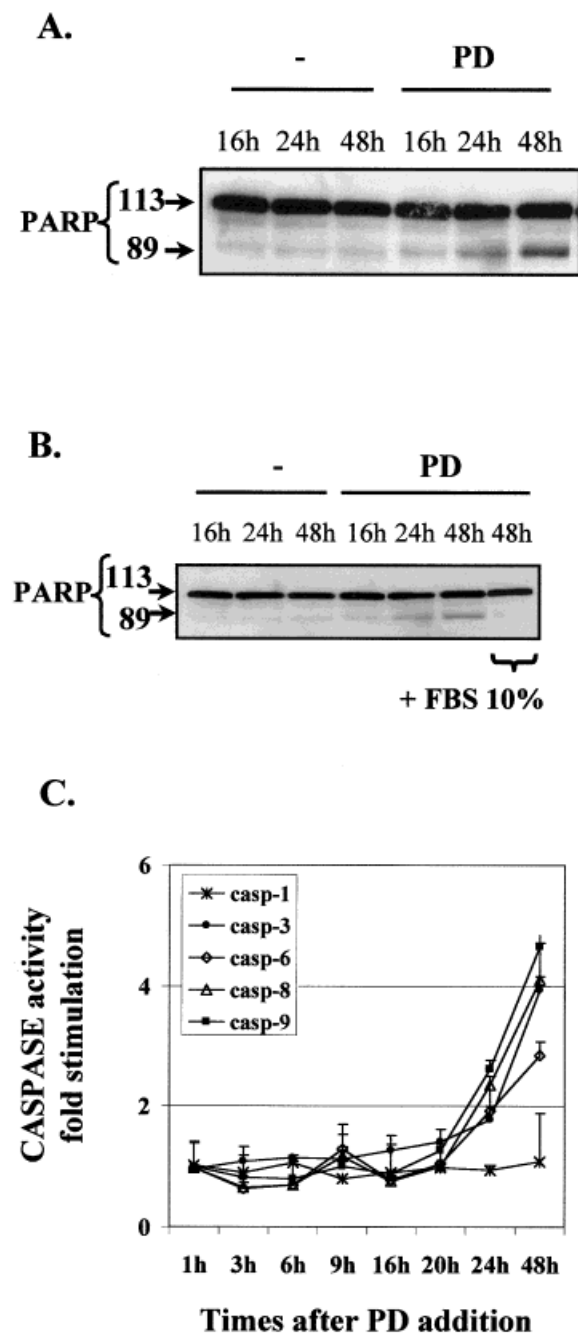 A.
- PD
16h 24h 48h 16h 24h 48h
PARP 113
89
B.
- PD
16h 24h 48h 16h 24h 48h 48h
PARP 113
89
+ FBS 10%
C.
CASPASE activity
fold stimulation
6
4
2
0
casp-1
casp-3
casp-6
casp-8
casp-9
1h 3h 6h 9h 16h 20h 24h 48h
Times after PD addition